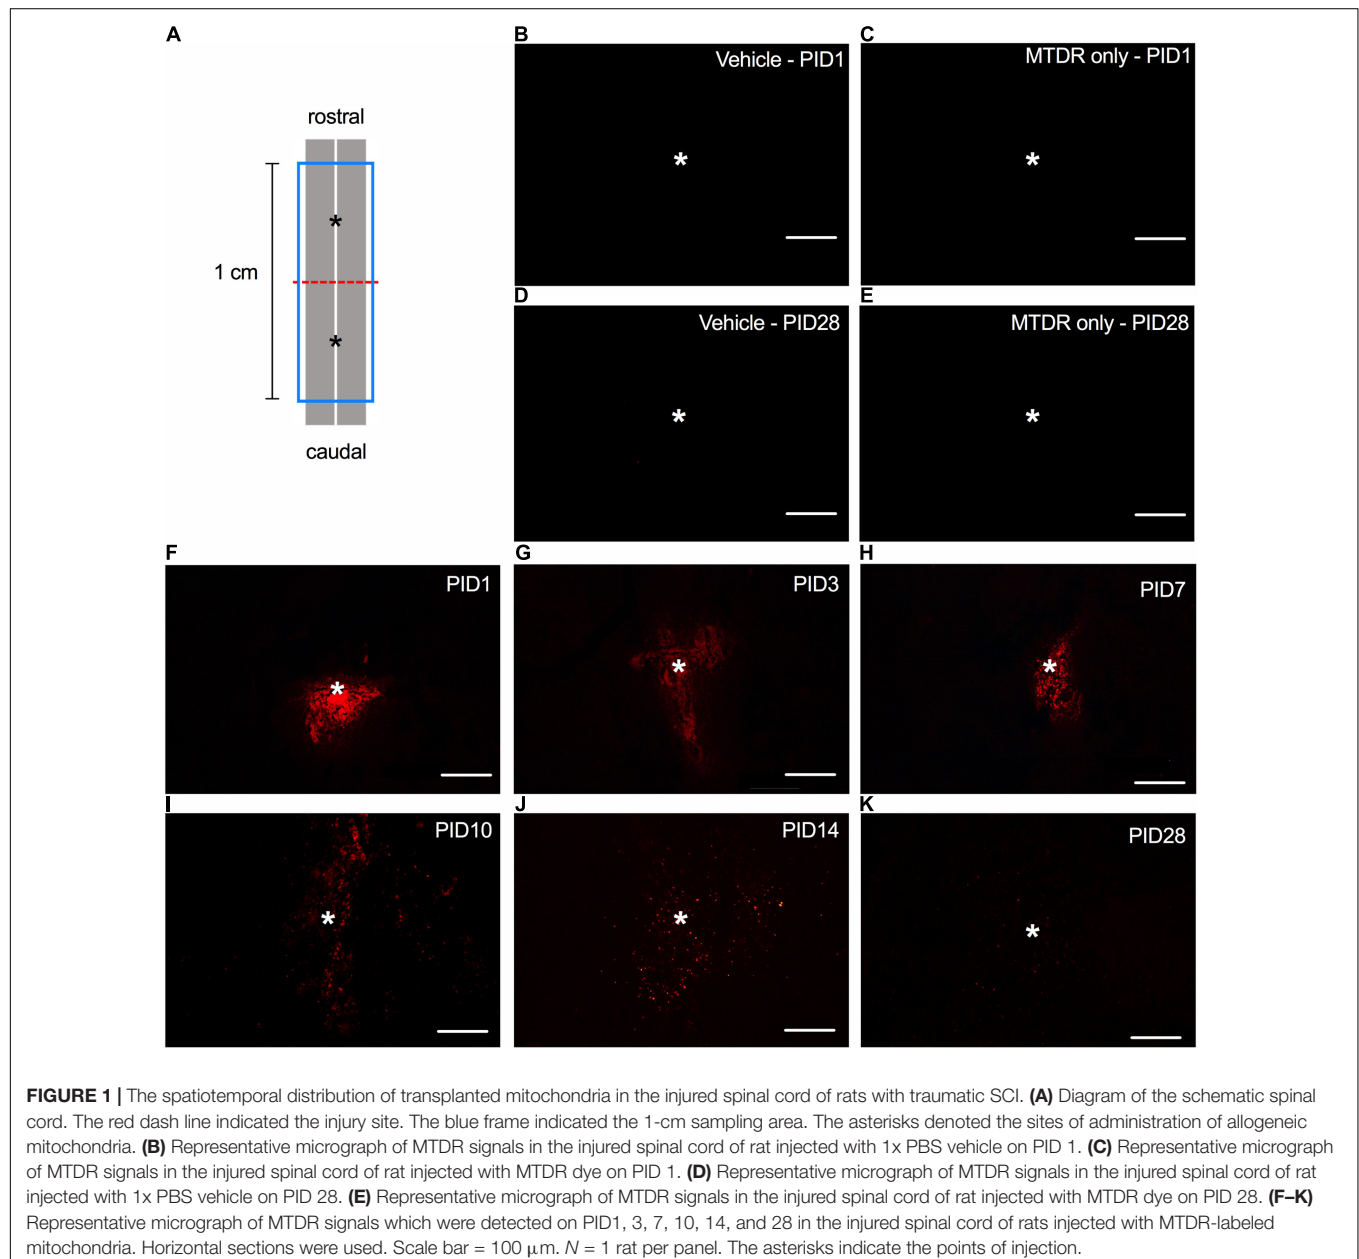 A
rostral
*
1 cm
*
caudal
B
Vehicle - PID1
*
C
MTDR only - PID1
*
D
Vehicle - PID28
*
E
MTDR only - PID28
*
F
PID1
*
G
PID3
*
H
PID7
*
I
PID10
*
J
PID14
*
K
PID28
*
FIGURE 1 | The spatiotemporal distribution of transplanted mitochondria in the injured spinal cord of rats with traumatic SCI. (A) Diagram of the schematic spinal
cord. The red dash line indicated the injury site. The blue frame indicated the 1-cm sampling area. The asterisks denoted the sites of administration of allogeneic
mitochondria. (B) Representative micrograph of MTDR signals in the injured spinal cord of rat injected with 1x PBS vehicle on PID 1. (C) Representative micrograph
of MTDR signals in the injured spinal cord of rat injected with MTDR dye on PID 1. (D) Representative micrograph of MTDR signals in the injured spinal cord of rat
injected with 1x PBS vehicle on PID 28. (E) Representative micrograph of MTDR signals in the injured spinal cord of rat injected with MTDR dye on PID 28. (F–K)
Representative micrograph of MTDR signals which were detected on PID1, 3, 7, 10, 14, and 28 in the injured spinal cord of rats injected with MTDR-labeled
mitochondria. Horizontal sections were used. Scale bar = 100 μm. N = 1 rat per panel. The asterisks indicate the points of injection.